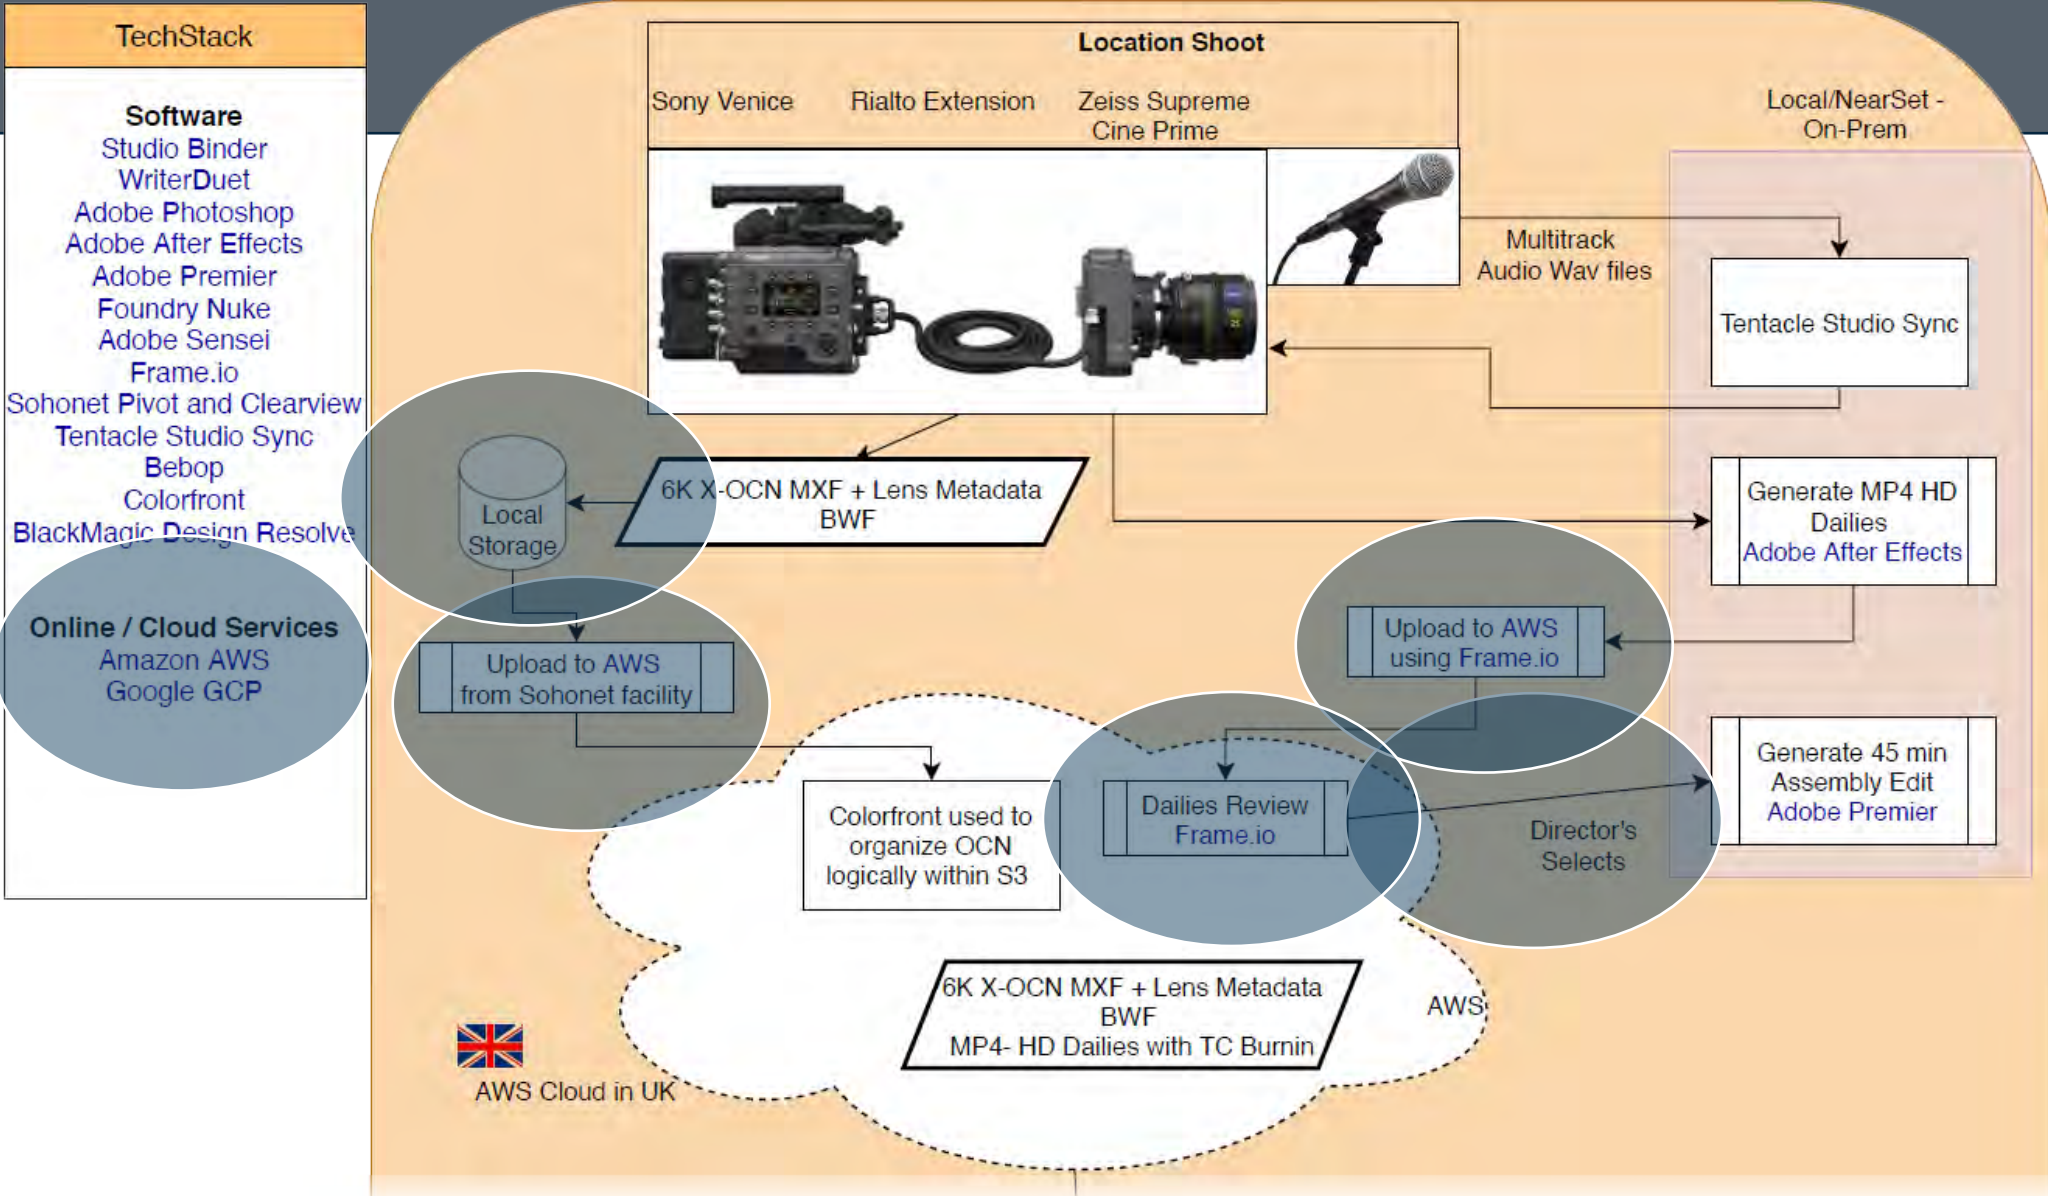 TechStack
Software
Studio Binder
WriterDuet
Adobe Photoshop
Adobe After Effects
Adobe Premier
Foundry Nuke
Adobe Sensei
Frame.io
Sohonet Pivot and Clearview
Tentacle Studio Sync
Bebop
Colorfront
BlackMagic Design Resolve
Online / Cloud Services
Amazon AWS
Google GCP
Location Shoot
Sony Venice
Rialto Extension
Zeiss Supreme
Cine Prime
Local/NearSet -
On-Prem
Multitrack
Audio Wav files
Tentacle Studio Sync
6K X-OCN MXF + Lens Metadata
BWF
Local
Storage
Generate MP4 HD
Dailies
Adobe After Effects
Upload to AWS
from Sohonet facility
Upload to AWS
using Frame.io
Colorfront used to
organize OCN
logically within S3
Dailies Review
Frame.io
Director's
Selects
Generate 45 min
Assembly Edit
Adobe Premier
6K X-OCN MXF + Lens Metadata
BWF
MP4- HD Dailies with TC Burnin
AWS
AWS Cloud in UK